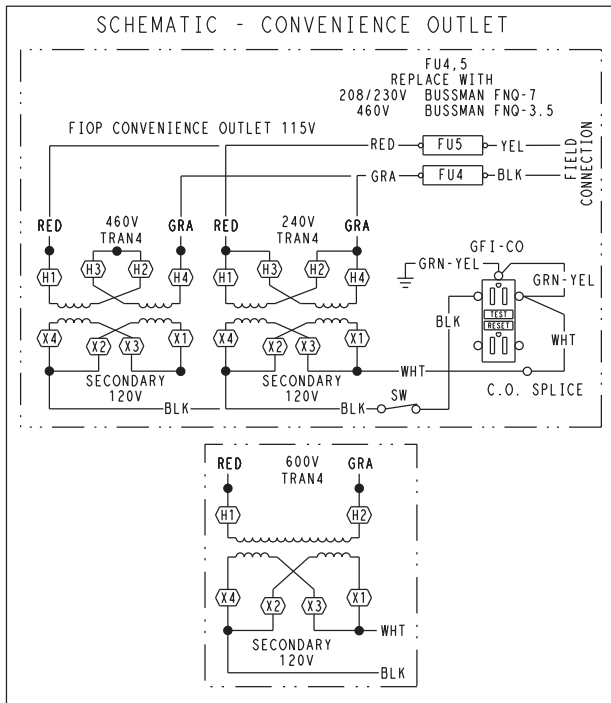 SCHEMATIC - CONVENIENCE OUTLET
FU4,5
REPLACE WITH
208/230V BUSSMAN FNQ-7
460V BUSSMAN FNQ-3.5
FIOP CONVENIENCE OUTLET 115V
RED FU5 YEL
GRA FU4 BLK
FIELD
CONNECTION
RED 460V GRA RED 240V GRA
TRAN4 TRAN4
H1 H3 H2 H4 H1 H3 H2 H4
GFI-CO
GRN-YEL
GRN-YEL
BLK
TEST
RESET
WHT
X4 X2 X3 X1 X4 X2 X3 X1
SECONDARY SECONDARY
120V 120V
WHT
C.O. SPLICE
BLK BLK SW
RED 600V GRA
TRAN4
H1 H2
X4 X2 X3 X1
WHT
SECONDARY
120V
BLK